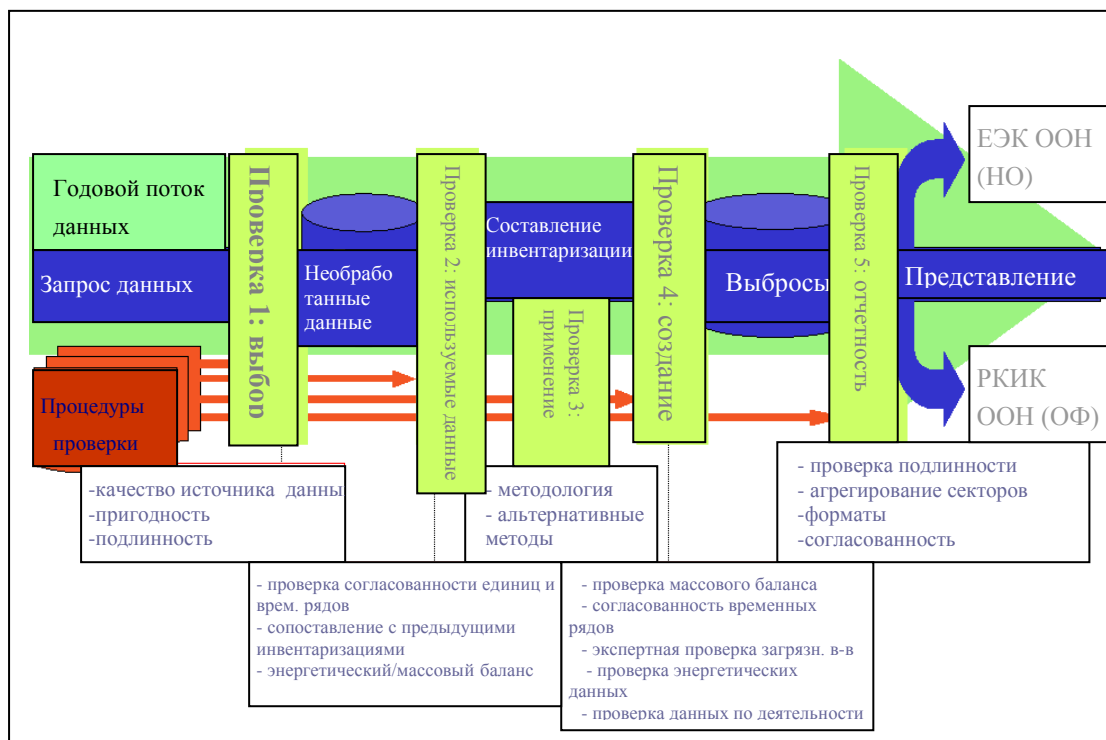 Годовой поток
данных
Запрос данных
Проверка 1: выбор
Необрабо
танные
данные
Проверка 2: используемые данные
Составление
инвентаризации
Проверка 3:
применение
Проверка 4: создание
Выбросы
Проверка 5: отчетность
Представление
ЕЭК ООН
(НО)
РКИК
ООН (ОФ)
Процедуры
проверки
-качество источника данны
-пригодность
-подлинность
- методология
- альтернативные
методы
- проверка подлинности
- агрегирование секторов
-форматы
-согласованность
- проверка согласованности единиц и
врем. рядов
- сопоставление с предыдущими
инвентаризациями
- энергетический/массовый баланс
- проверка массового баланса
- согласованность временных
рядов
- экспертная проверка загрязн. в-в
- проверка энергетических
данных
- проверка данных по деятельности